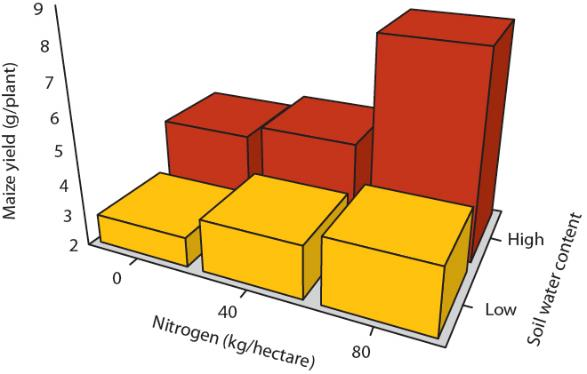 9
8
7
6
5
4
3
2
Maize yield (g/plant)
0
40
80
Nitrogen (kg/hectare)
High
Low
Soil water content